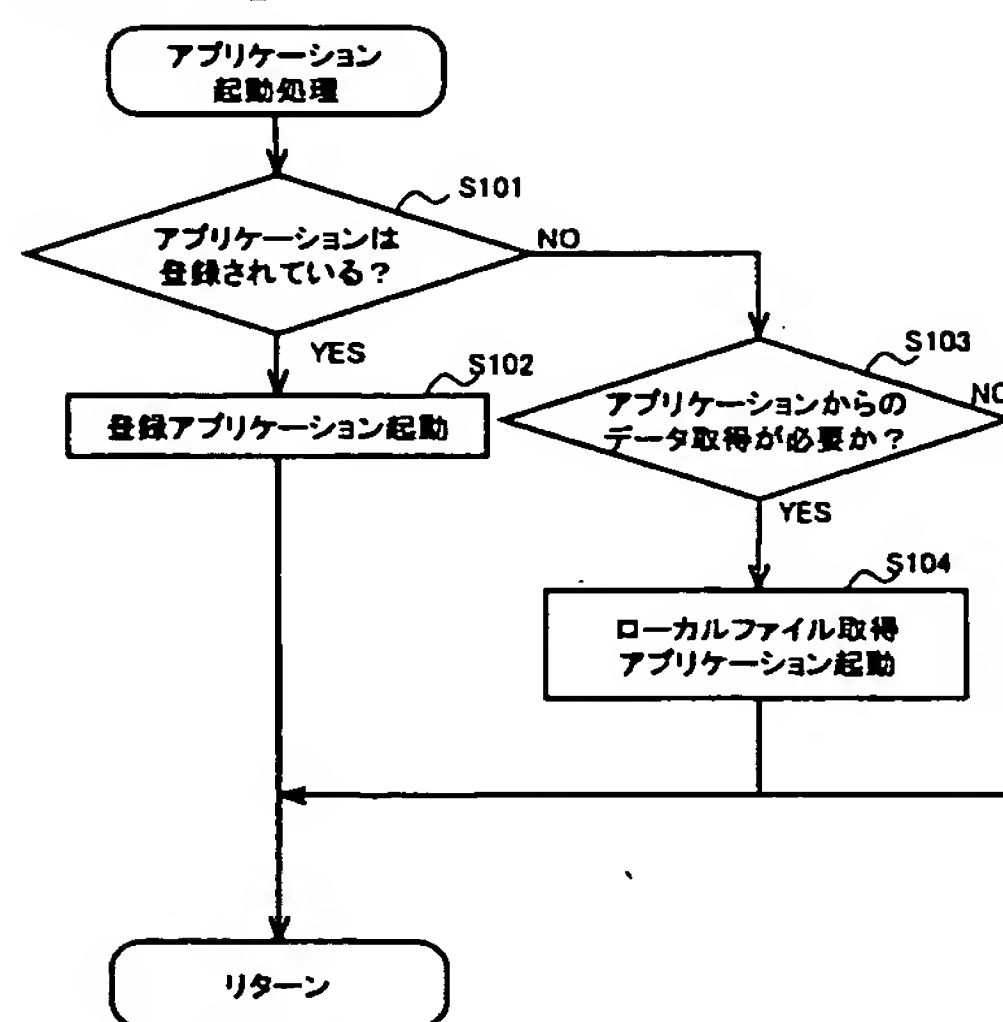 アプリケーション
起動処理
S101
アプリケーションは
登録されている？
NO
YES
S102
登録アプリケーション起動
S103
アプリケーションからの
データ取得が必要か？
NO
YES
S104
ローカルファイル取得
アプリケーション起動
リターン